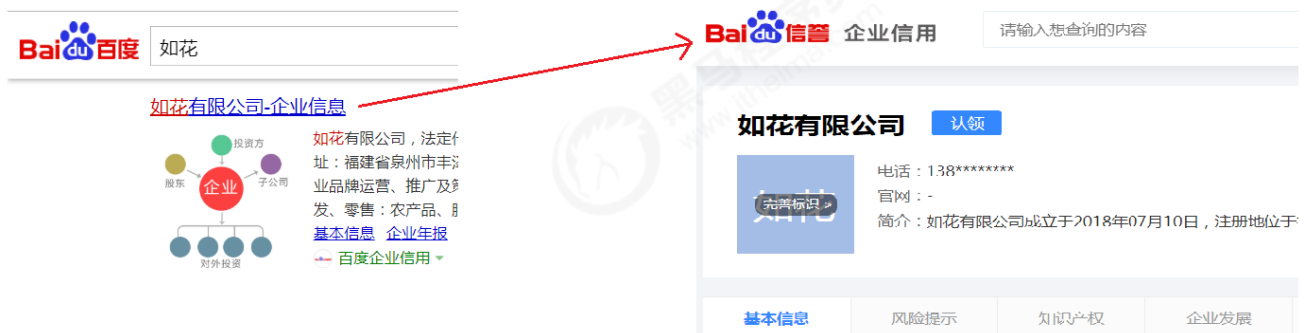 Baidu百度
如花
如花有限公司-企业信息
投资方
股东
企业
子公司
对外投资
如花有限公司，法定
址：福建省泉州市丰
业品牌运营、推广及
发、零售：农产品、
基本信息 企业年报
百度企业信用
Baidu信誉 企业信用
请输入想查询的内容
如花有限公司 认领
如花
完善标识 >
电话：138********
官网：-
简介：如花有限公司成立于2018年07月10日，注册地位于
基本信息 风险提示 知识产权 企业发展